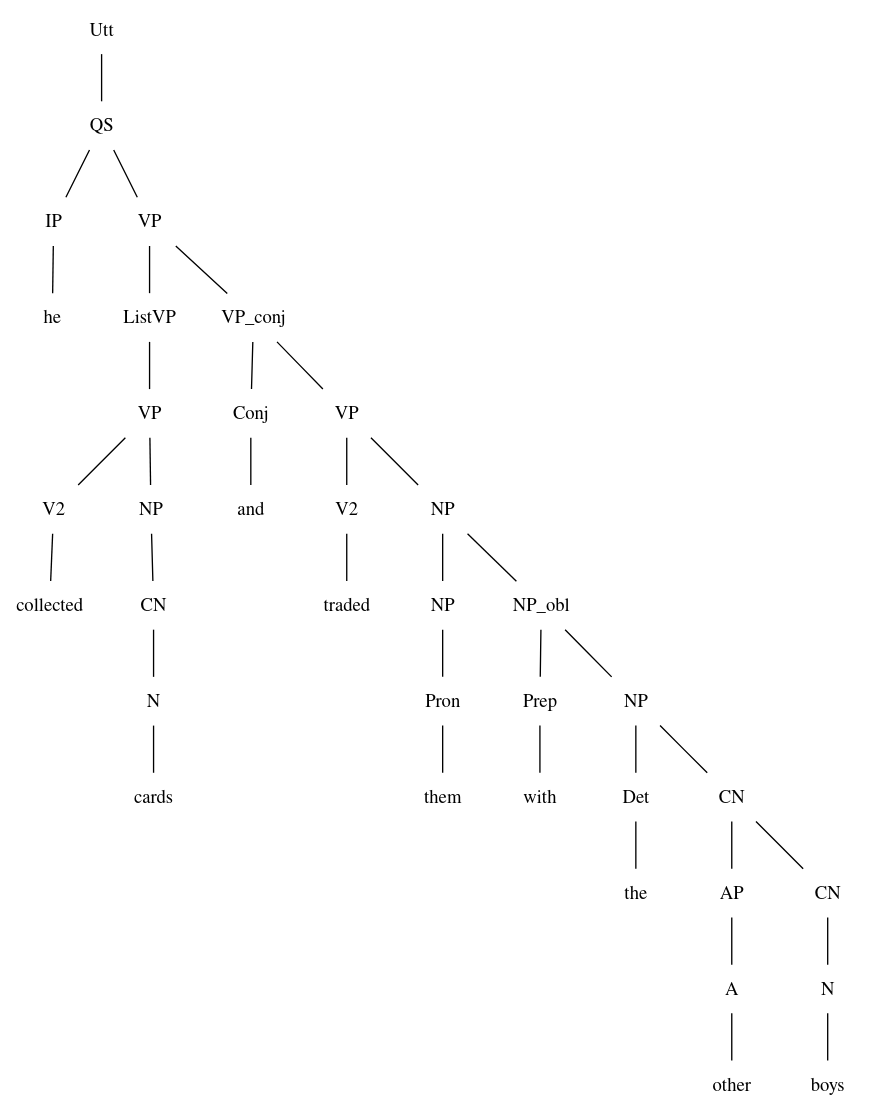 Utt
QS
IP VP
he ListVP VP_conj
VP Conj VP
V2 NP and V2 NP
collected CN traded NP NP_obl
N Pron Prep NP
cards them with Det CN
the AP CN
A N
other boys